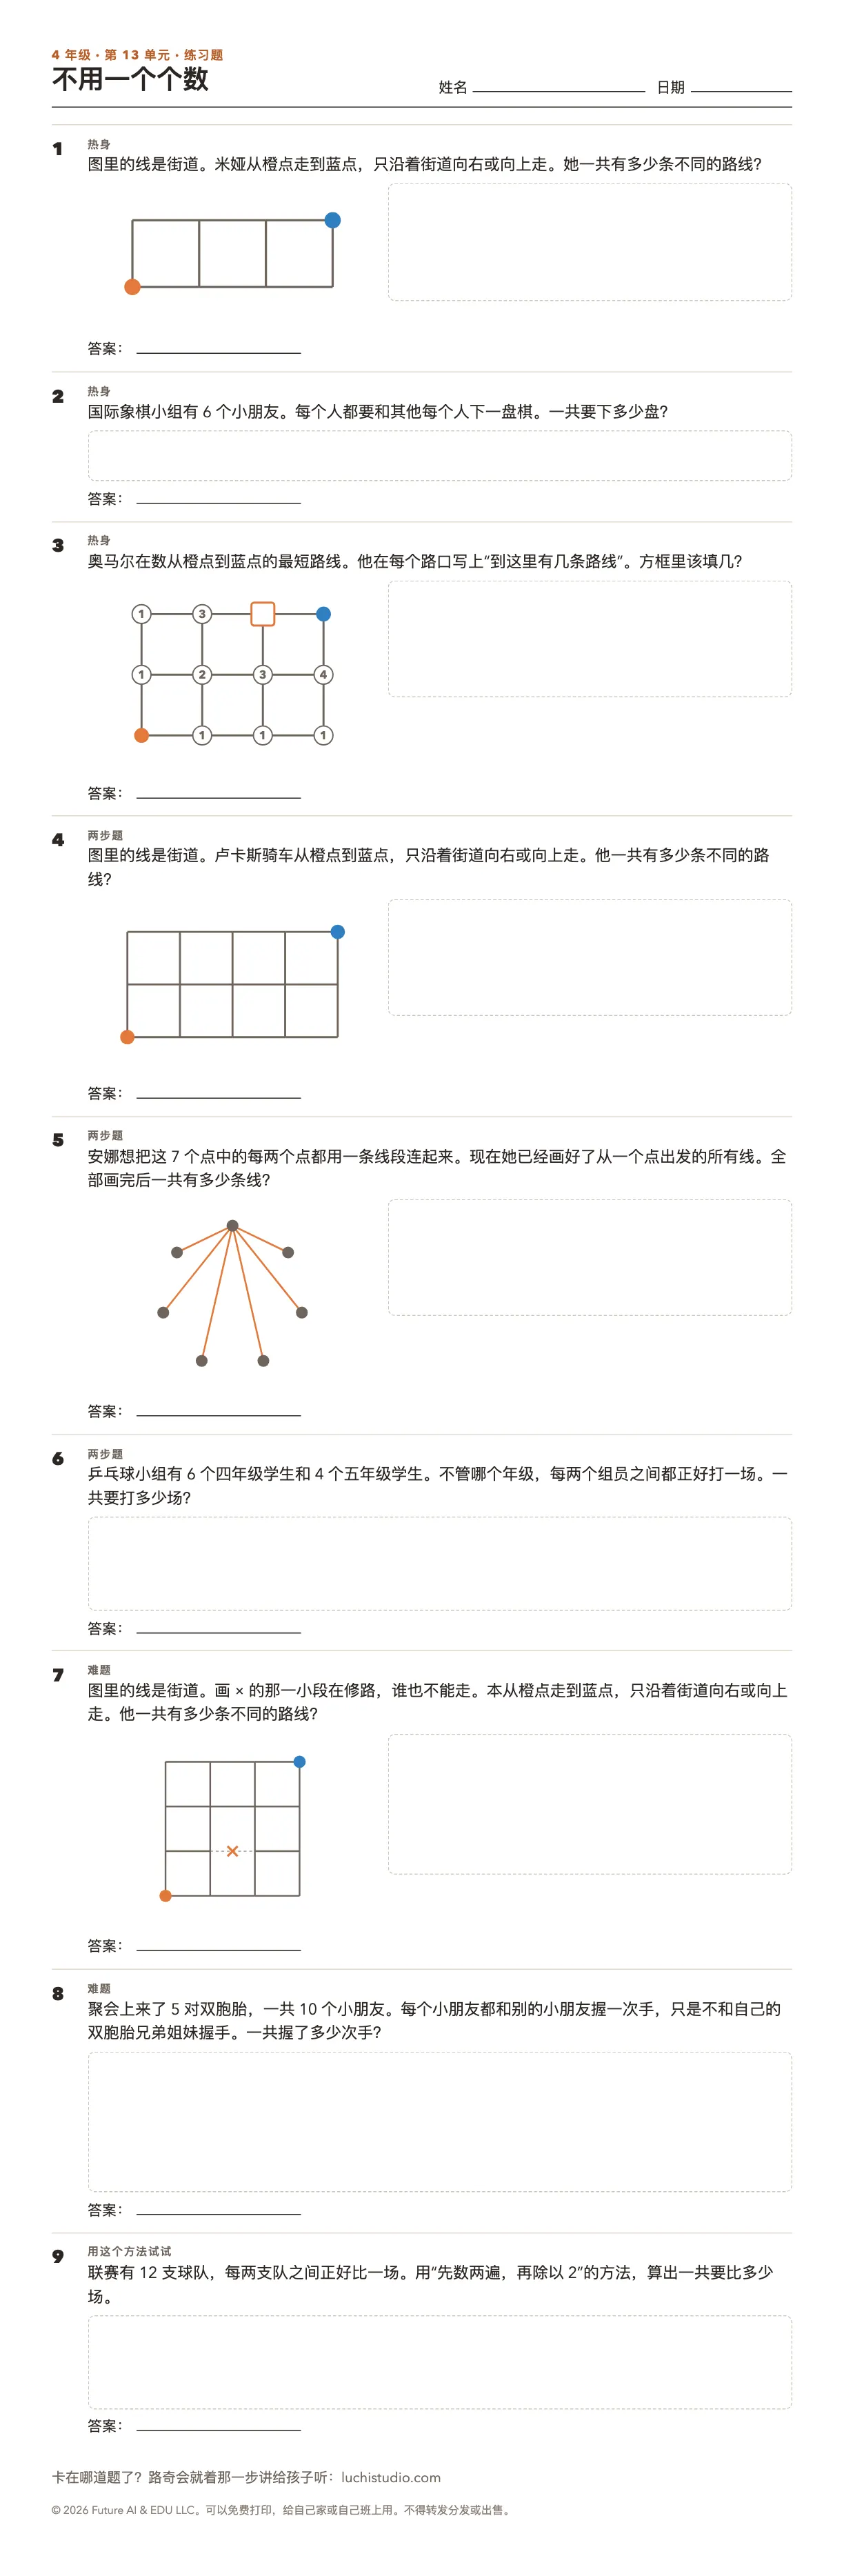 4 年级·第 13 单元·练习题
不用一个个数
姓名
日期
1
热身
图里的线是街道。米娅从橙点走到蓝点，只沿着街道向右或向上走。她一共有多少条不同的路线？
答案：
2
热身
国际象棋小组有 6 个小朋友。每个人都要和其他每个人下一盘棋。一共要下多少盘？
答案：
3
热身
奥马尔在数从橙点到蓝点的最短路线。他在每个路口写上“到这里有几条路线”。方框里该填几？
1 3
1 2 3 4
1 1 1
答案：
4
两步题
图里的线是街道。卢卡斯骑车从橙点到蓝点，只沿着街道向右或向上走。他一共有多少条不同的路
线？
答案：
5
两步题
安娜想把这 7 个点中的每两个点都用一条线段连起来。现在她已经画好了从一个点出发的所有线。全
部画完后一共有多少条线？
答案：
6
两步题
乒乓球小组有 6 个四年级学生和 4 个五年级学生。不管哪个年级，每两个组员之间都正好打一场。一
共要打多少场？
答案：
7
难题
图里的线是街道。画 × 的那一小段在修路，谁也不能走。本从橙点走到蓝点，只沿着街道向右或向上
走。他一共有多少条不同的路线？
×
答案：
8
难题
聚会上来了 5 对双胞胎，一共 10 个小朋友。每个小朋友都和别的小朋友握一次手，只是不和自己的
双胞胎兄弟姐妹握手。一共握了多少次手？
答案：
9
用这个方法试试
联赛有 12 支球队，每两支队之间正好比一场。用“先数两遍，再除以 2”的方法，算出一共要比多少
场。
答案：
卡在哪道题了？路奇会就着那一步讲给孩子听：luchistudio.com
© 2026 Future AI & EDU LLC。可以免费打印，给自己家或自己班上用。不得转发分发或出售。